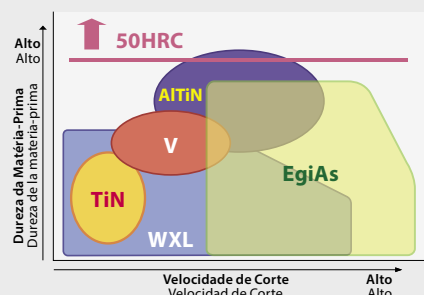 Alto
Alto
50HRC
AlTiN
V
EgiAs
TiN
WXL
Dureza da Matéria-Prima
Dureza de la materia-prima
Velocidade de Corte Alto
Velocidad de Corte Alto